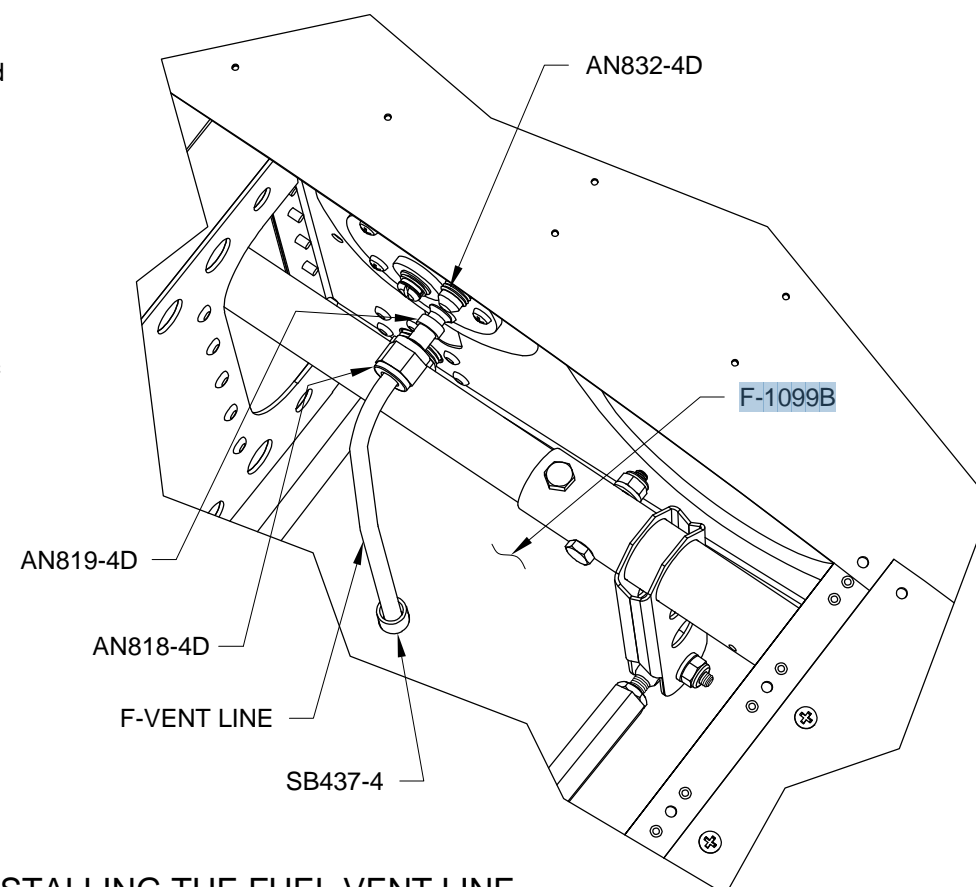 d
AN832-4D
F-1099B
AN819-4D
AN818-4D
F-VENT LINE
SB437-4
STALLING THE FUEL VENT LINE